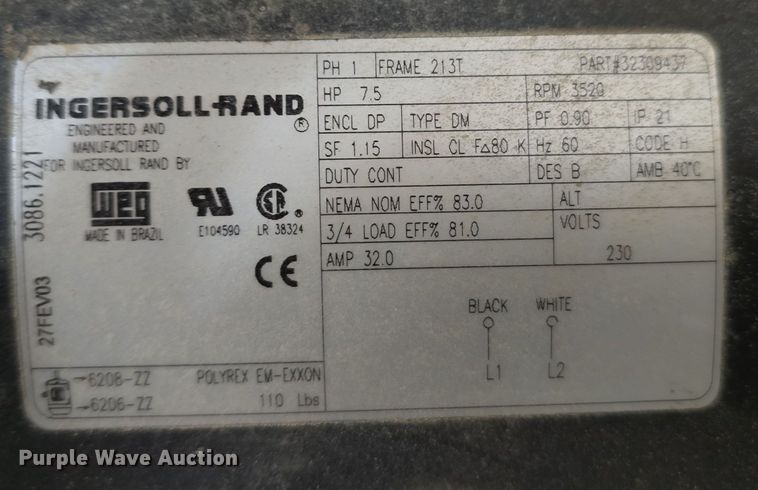 PH 1 FRAME 213T PART#32309437
HP 7.5 RPM 3520
INGERSOLL-RAND ®
ENGINEERED AND
MANUFACTURED
FOR INGERSOLL RAND BY
ENCL DP TYPE DM PF 0.90 IP 21
SF 1.15 INSL CL F∆80 K Hz 60 CODE H
DUTY CONT DES B AMB 40°C
weg
MADE IN BRAZIL
E104590
LR 38324
CE
NEMA NOM EFF% 83.0 ALT
3/4 LOAD EFF% 81.0 VOLTS
AMP 32.0 230
3086.1221
27FEV03
BLACK WHITE
L1 L2
→6208-ZZ POLYREX EM-EXXON
→6206-ZZ 110 Lbs
Purple Wave Auction